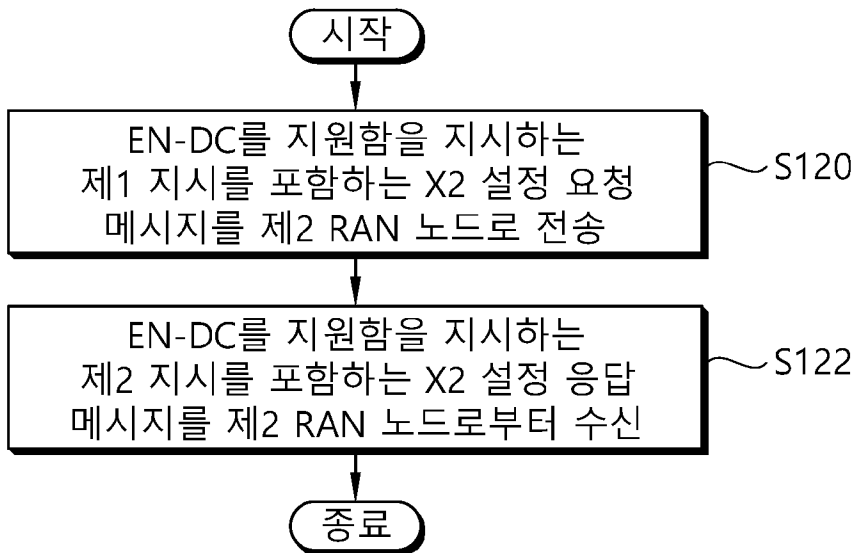 시작
EN-DC를 지원함을 지시하는
제1 지시를 포함하는 X2 설정 요청
메시지를 제2 RAN 노드로 전송
S120
EN-DC를 지원함을 지시하는
제2 지시를 포함하는 X2 설정 응답
메시지를 제2 RAN 노드로부터 수신
S122
종료